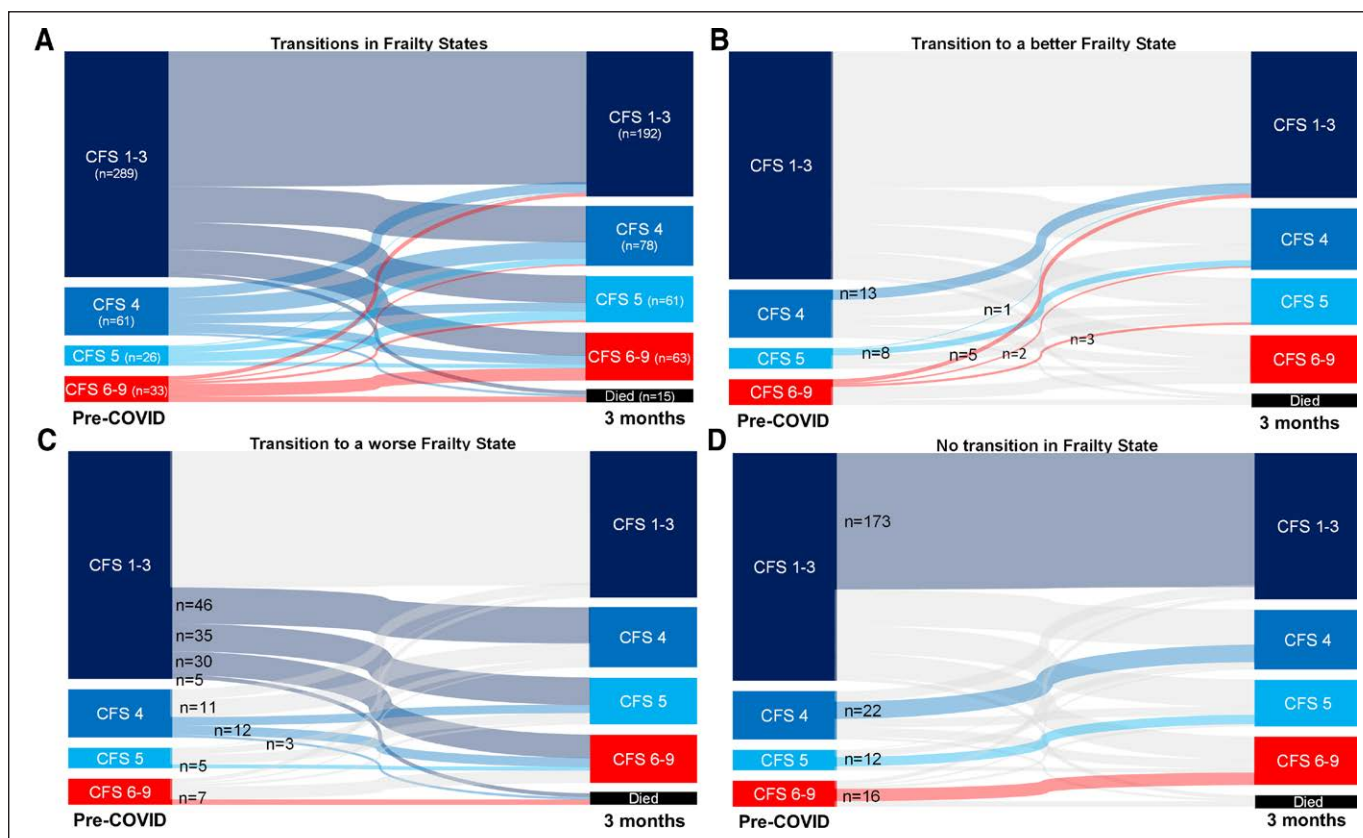 A
Transitions in Frailty States
CFS 1-3
(n=289)
CFS 4
(n=61)
CFS 5 (n=26)
CFS 6-9 (n=33)
Pre-COVID
CFS 1-3
(n=192)
CFS 4
(n=78)
CFS 5 (n=61)
CFS 6-9 (n=63)
Died (n=15)
3 months
B
Transition to a better Frailty State
CFS 1-3
CFS 4
CFS 5
CFS 6-9
Pre-COVID
n=13
n=1
n=8
n=5
n=2
n=3
CFS 1-3
CFS 4
CFS 5
CFS 6-9
Died
3 months
C
Transition to a worse Frailty State
CFS 1-3
CFS 4
CFS 5
CFS 6-9
Pre-COVID
n=46
n=35
n=30
n=5
n=11
n=12
n=3
n=5
n=7
CFS 1-3
CFS 4
CFS 5
CFS 6-9
Died
3 months
D
No transition in Frailty State
CFS 1-3
CFS 4
CFS 5
CFS 6-9
Pre-COVID
n=173
n=22
n=12
n=16
CFS 1-3
CFS 4
CFS 5
CFS 6-9
Died
3 months